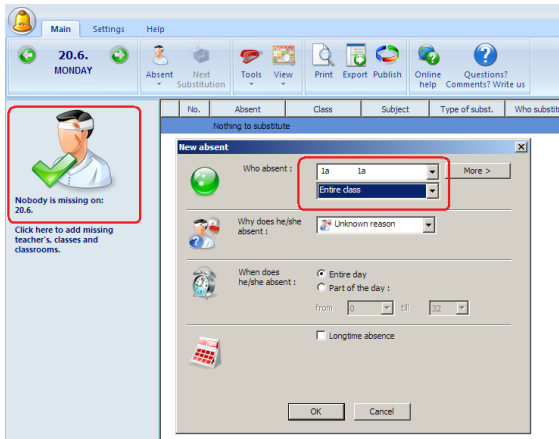 Main Settings Help
20.6.
MONDAY
Absent
Next
Substitution
Tools
View
Print
Export
Publish
Online
help
Questions?
Comments? Write us
No. Absent Class Subject Type of subst. Who substitu
Nothing to substitute
Nobody is missing on:
20.6.
Click here to add missing
teacher's, classes and
classrooms.
New absent
Who absent : 1a 1a More >
Entire class
Why does he/she
absent :
Unknown reason
When does
he/she absent :
Entire day
Part of the day :
from 0 till 32
Longtime absence
OK Cancel